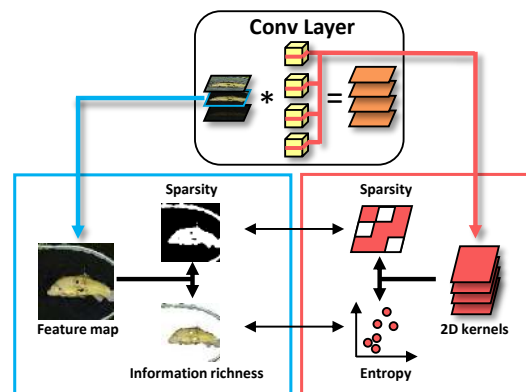 Conv Layer
* =
Sparsity
Sparsity
Feature map
2D kernels
Information richness
Entropy